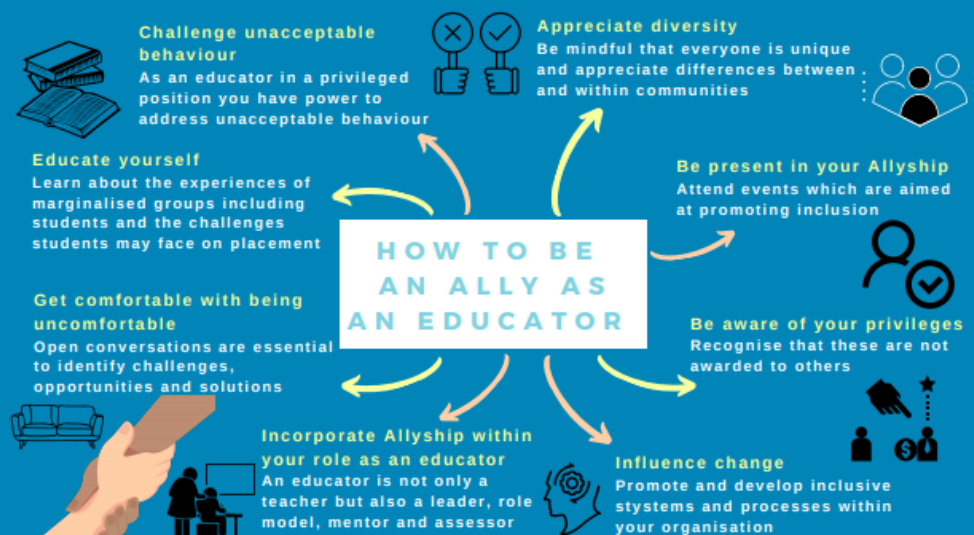 Challenge unacceptable
behaviour
As an educator in a privileged
position you have power to
address unacceptable behaviour
Appreciate diversity
Be mindful that everyone is unique
and appreciate differences between
and within communities
Educate yourself
Learn about the experiences of
marginalised groups including
students and the challenges
students may face on placement
Be present in your Allyship
Attend events which are aimed
at promoting inclusion
HOW TO BE
AN ALLY AS
AN EDUCATOR
Get comfortable with being
uncomfortable
Open conversations are essential
to identify challenges,
opportunities and solutions
Be aware of your privileges
Recognise that these are not
awarded to others
Incorporate Allyship within
your role as an educator
An educator is not only a
teacher but also a leader, role
model, mentor and assessor
Influence change
Promote and develop inclusive
stystems and processes within
your organisation